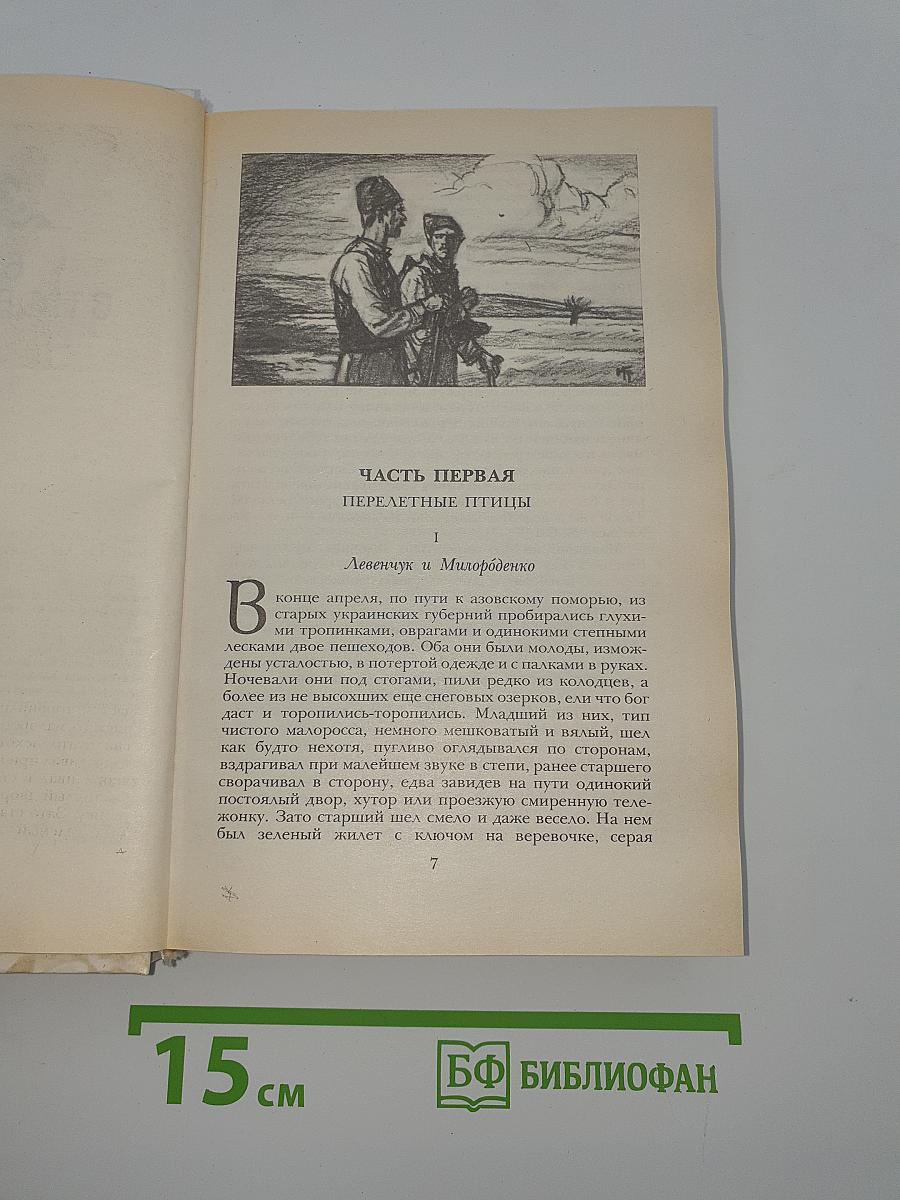 ЧАСТЬ ПЕРВАЯ
ПЕРЕЛЕТНЫЕ ПТИЦЫ
I
Левенчук и Милоро́денко
В конце апреля, по пути к азовскому поморью, из
старых украинских губерний пробирались глухи-
ми тропинками, оврагами и одинокими степными
лесками двое пешеходов. Оба они были молоды, измож-
дены усталостью, в потертой одежде и с палками в руках.
Ночевали они под стогами, пили редко из колодцев, а
более из не высохших еще снеговых озерков, ели что бог
даст и торопились-торопились. Младший из них, тип
чистого малоросса, немного мешковатый и вялый, шел
как будто нехотя, пугливо оглядывался по сторонам,
вздрагивал при малейшем звуке в степи, ранее старшего
сворачивал в сторону, едва завидев на пути одинокий
постоялый двор, хутор или проезжую смиренную теле-
жонку. Зато старший шел смело и даже весело. На нем
был зеленый жилет с ключом на веревочке, серая
7
15 см
БФ БИБЛИОФАН